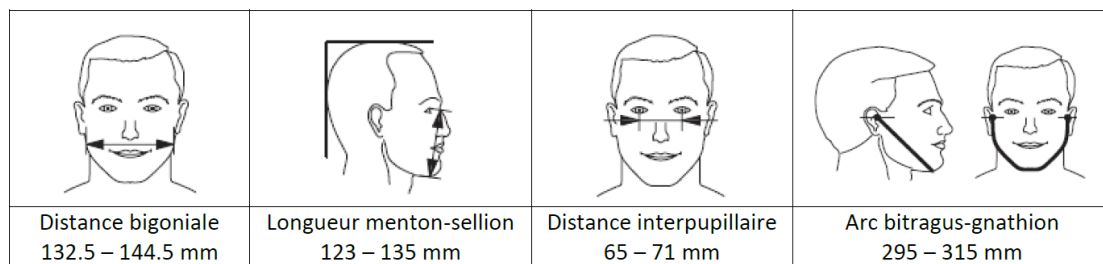 Distance bigoniale
132.5 – 144.5 mm
Longueur menton-sellion
123 – 135 mm
Distance interpupillaire
65 – 71 mm
Arc bitragus-gnathion
295 – 315 mm